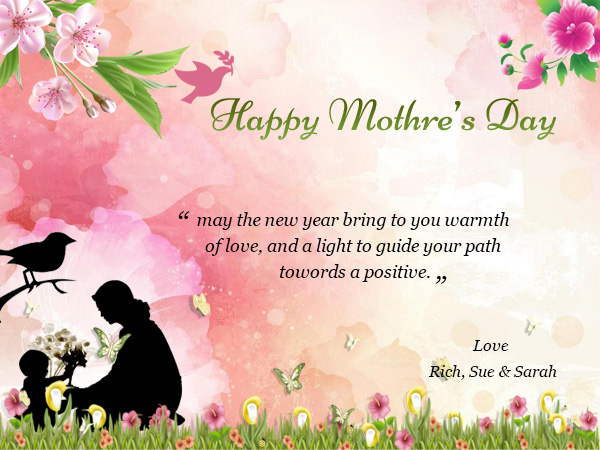 Happy Mothre's Day
“ may the new year bring to you warmth
of love, and a light to guide your path
towords a positive. „
Love
Rich, Sue & Sarah